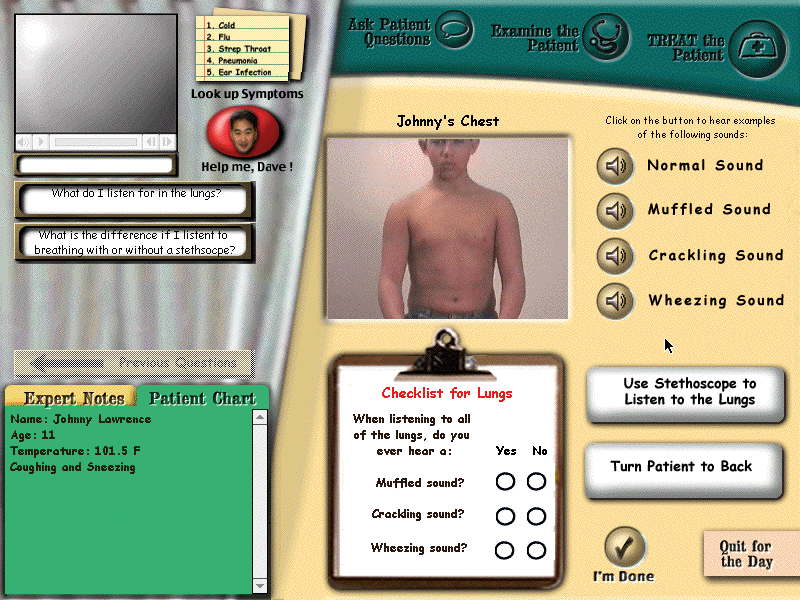 1. Cold
2. Flu
3. Strep Throat
4. Pneumonia
5. Ear Infection
Look up Symptoms
Help me, Dave !
What do I listen for in the lungs?
What is the difference if I listent to
breathing with or without a stethsocpe?
Previous Questions
Expert Notes
Patient Chart
Name: Johnny Lawrence
Age: 11
Temperature: 101.5 F
Coughing and Sneezing
Ask Patient
Questions
Examine the
Patient
TREAT the
Patient
Johnny's Chest
Click on the button to hear examples
of the following sounds:
Normal Sound
Muffled Sound
Crackling Sound
Wheezing Sound
Checklist for Lungs
When listening to all
of the lungs, do you
ever hear a:
Yes No
Muffled sound?
Crackling sound?
Wheezing sound?
Use Stethoscope to
Listen to the Lungs
Turn Patient to Back
I'm Done
Quit for
the Day